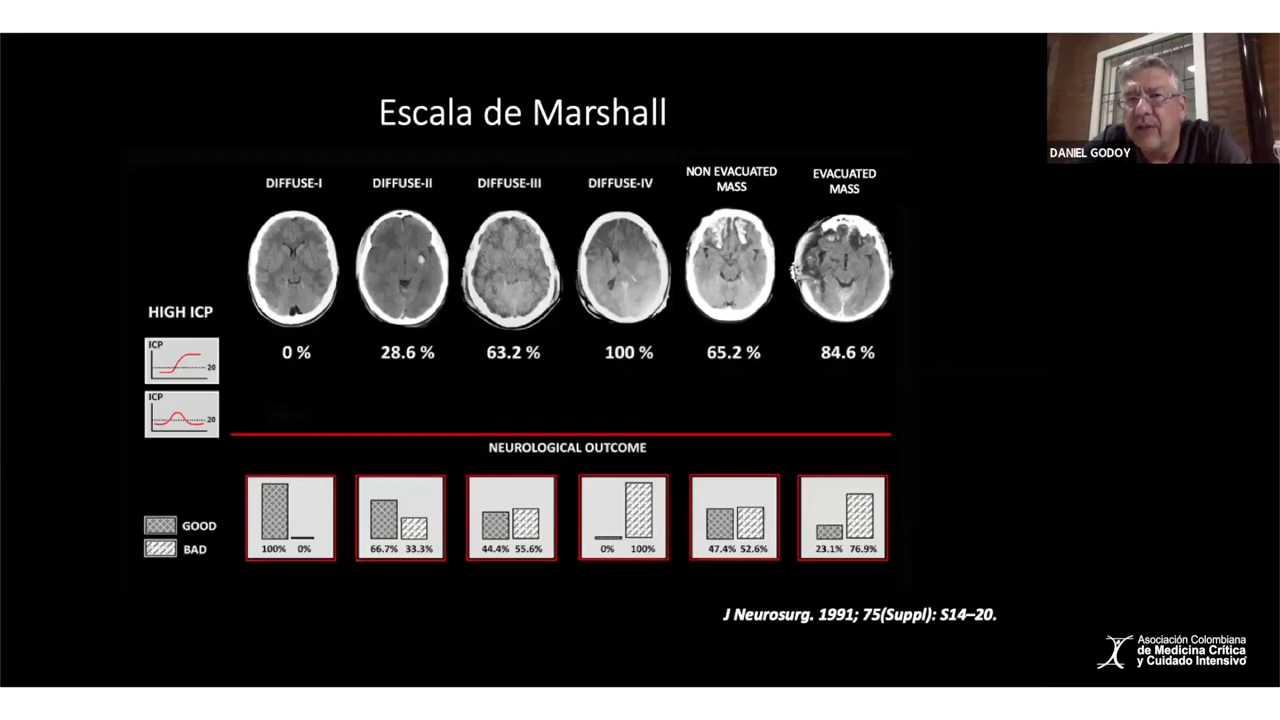 Escala de Marshall
DANIEL GODOY
DIFFUSE-I
DIFFUSE-II
DIFFUSE-III
DIFFUSE-IV
NON EVACUATED
MASS
EVACUATED
MASS
HIGH ICP
0 %
28.6 %
63.2 %
100 %
65.2 %
84.6 %
ICP
20
ICP
20
NEUROLOGICAL OUTCOME
GOOD
BAD
100% 0%
66.7% 33.3%
44.4% 55.6%
0% 100%
47.4% 52.6%
23.1% 76.9%
J Neurosurg. 1991; 75(Suppl): S14–20.
Asociación Colombiana
de Medicina Crítica
y Cuidado Intensivo